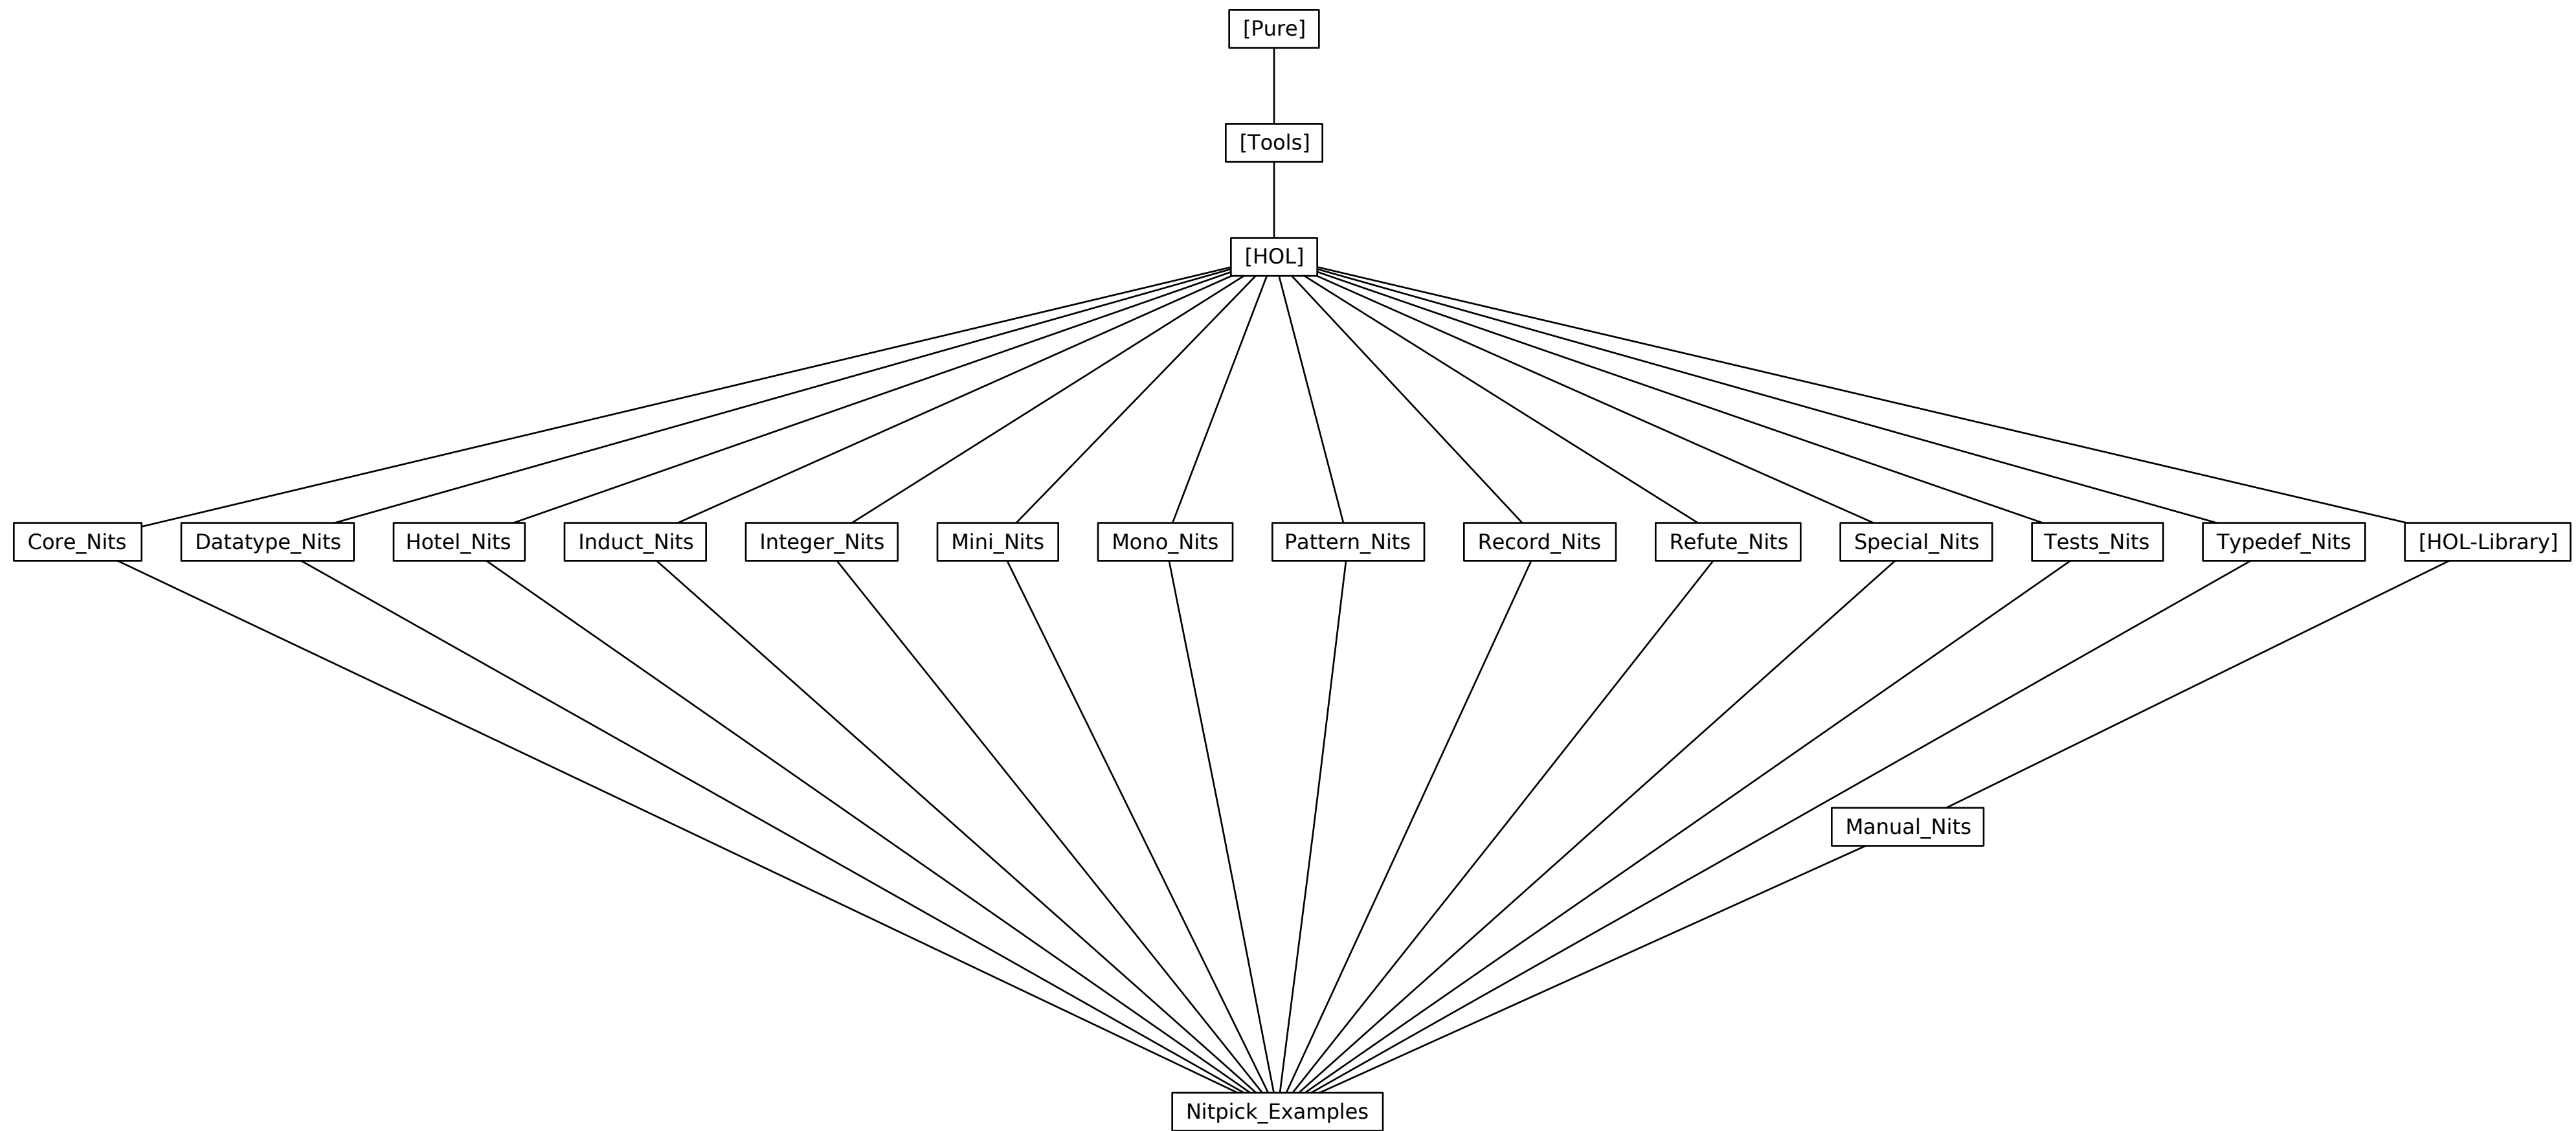 [Pure]
[Tools]
[HOL]
Core_Nits
Datatype_Nits
Hotel_Nits
Induct_Nits
Integer_Nits
Mini_Nits
Mono_Nits
Pattern_Nits
Record_Nits
Refute_Nits
Special_Nits
Tests_Nits
Typedef_Nits
[HOL-Library]
Manual_Nits
Nitpick_Examples